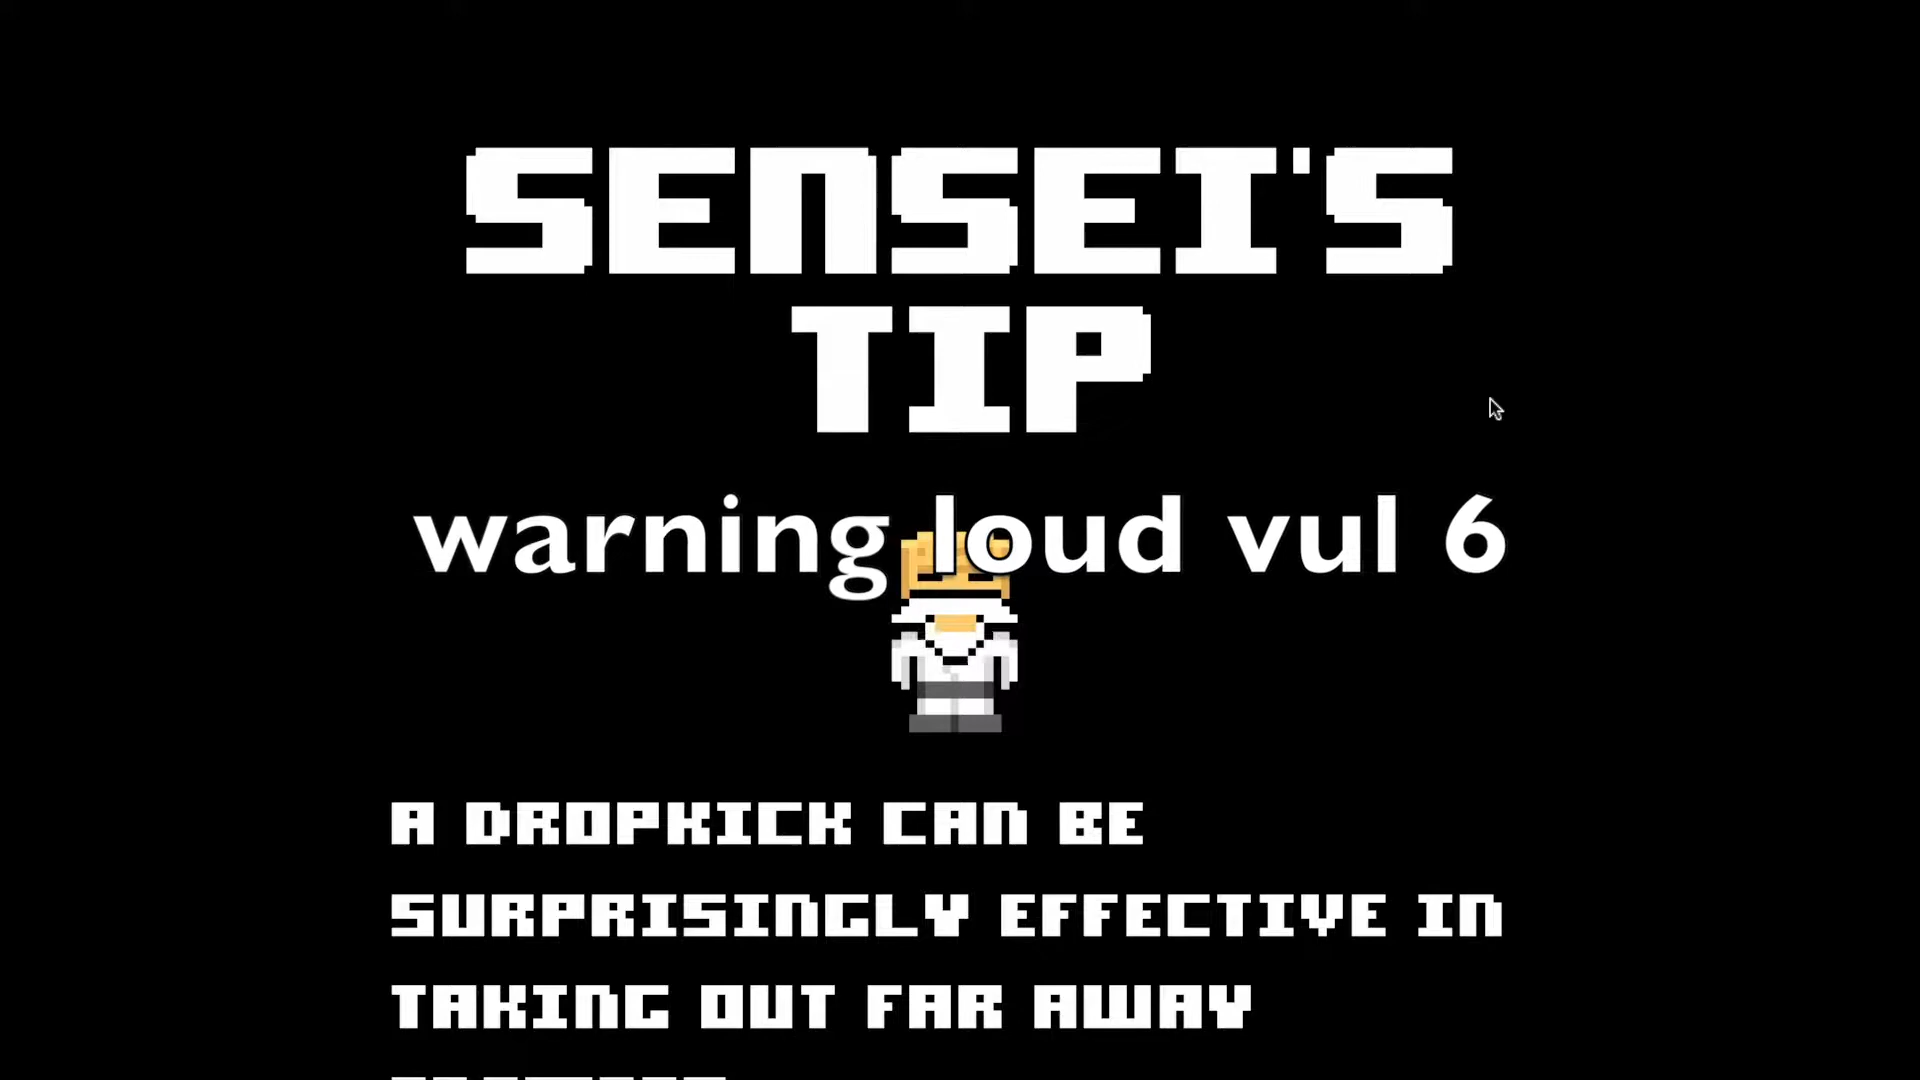 SENSEI'S
TIP
warning loud vul 6
A DROPKICK CAN BE
SURPRISINGLY EFFECTIVE IN
TAKING OUT FAR AWAY